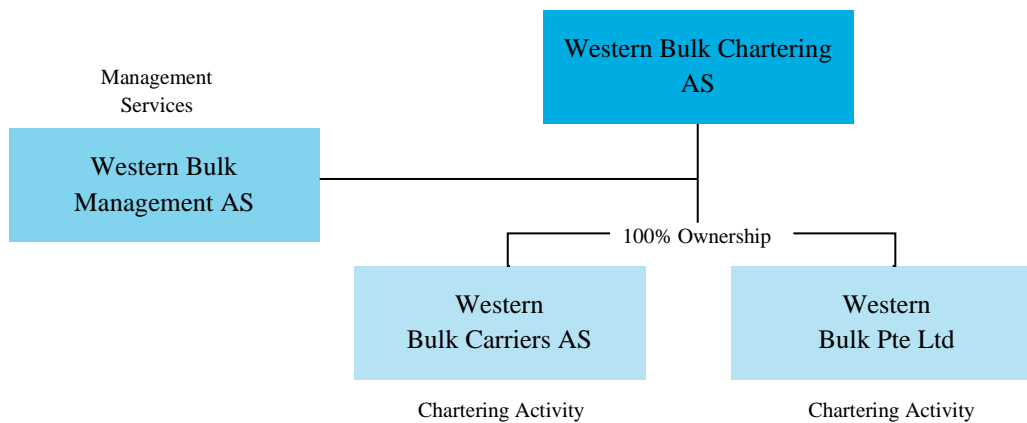 Western Bulk Chartering
AS
Management
Services
Western Bulk
Management AS
100% Ownership
Western
Bulk Carriers AS
Western
Bulk Pte Ltd
Chartering Activity
Chartering Activity